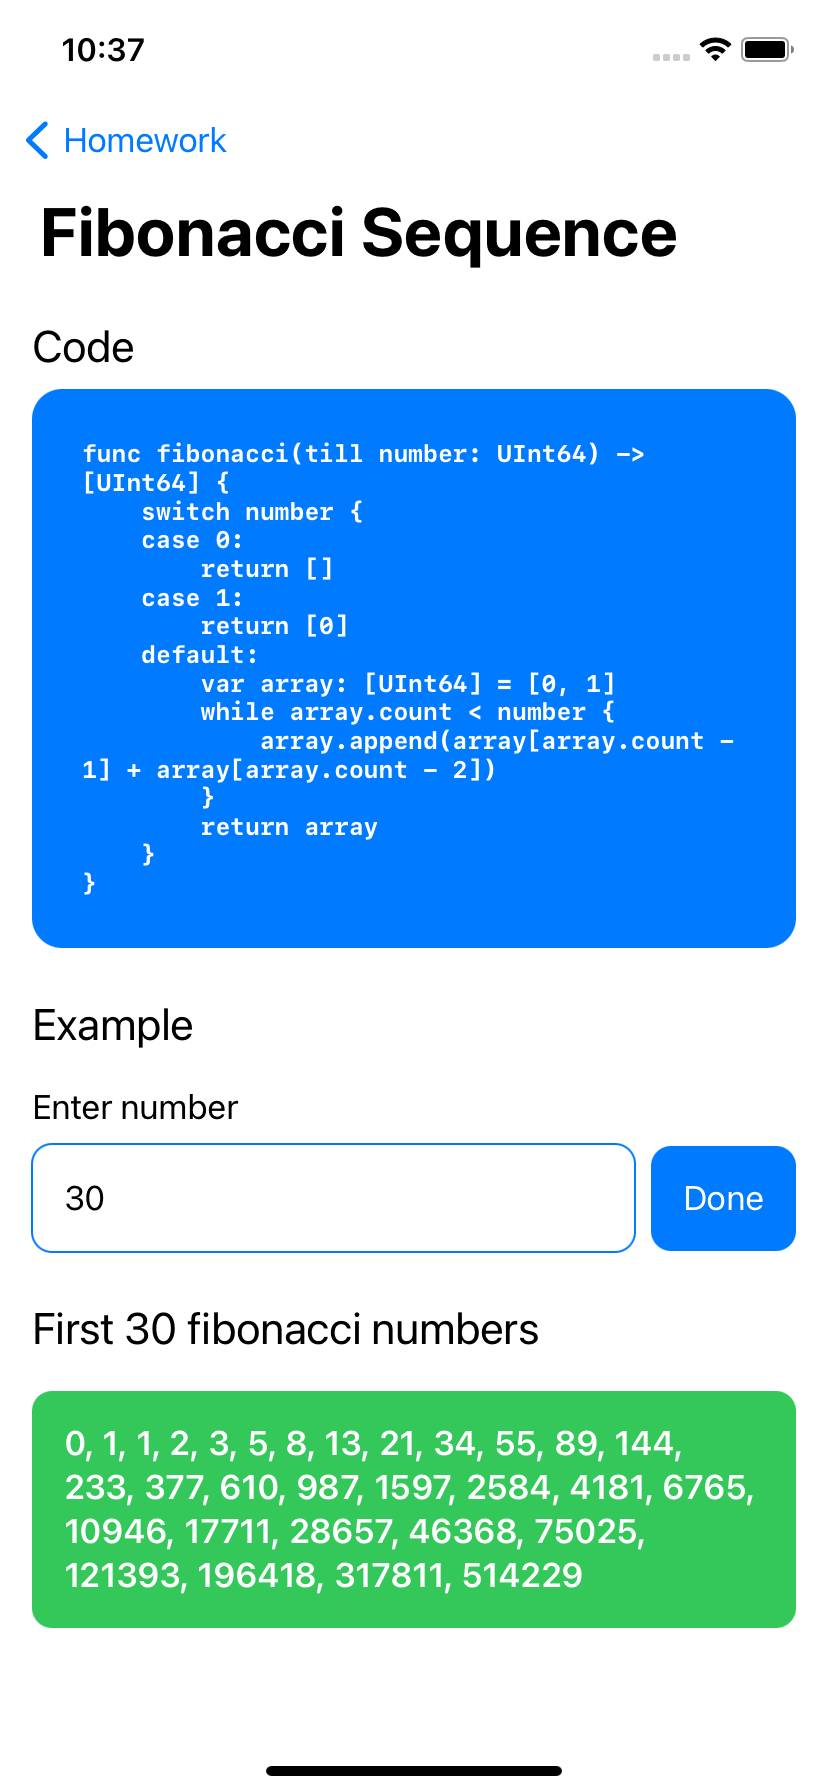 10:37
Homework
Fibonacci Sequence
Code
func fibonacci(till number: UInt64) ->
[UInt64] {
    switch number {
    case 0:
        return []
    case 1:
        return [0]
    default:
        var array: [UInt64] = [0, 1]
        while array.count < number {
            array.append(array[array.count -
1] + array[array.count - 2])
        }
        return array
    }
}
Example
Enter number
30
Done
First 30 fibonacci numbers
0, 1, 1, 2, 3, 5, 8, 13, 21, 34, 55, 89, 144,
233, 377, 610, 987, 1597, 2584, 4181, 6765,
10946, 17711, 28657, 46368, 75025,
121393, 196418, 317811, 514229